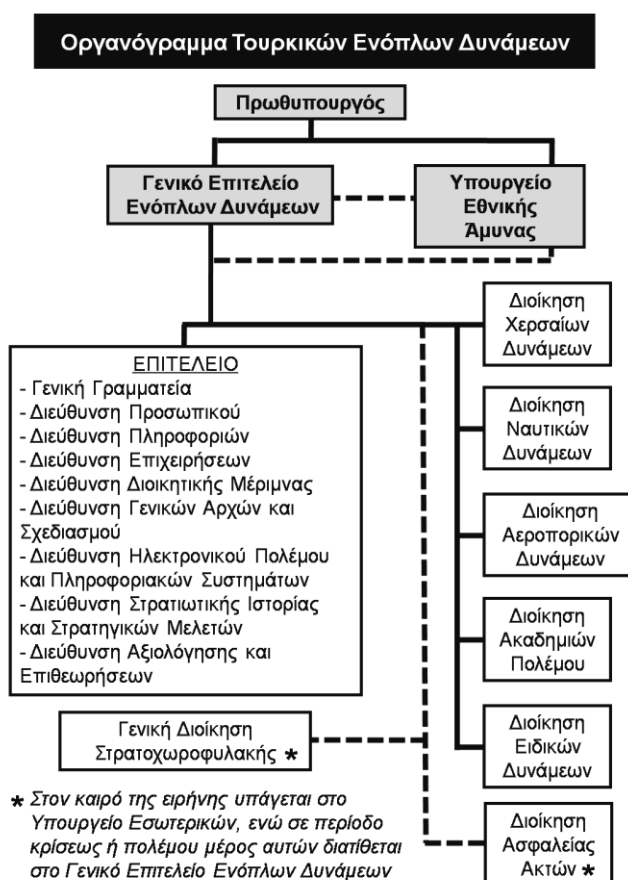 Οργανόγραμμα Τουρκικών Ενόπλων Δυνάμεων
Πρωθυπουργός
Γενικό Επιτελείο
Ενόπλων Δυνάμεων
Υπουργείο
Εθνικής
Άμυνας
ΕΠΙΤΕΛΕΙΟ
- Γενική Γραμματεία
- Διεύθυνση Προσωπικού
- Διεύθυνση Πληροφοριών
- Διεύθυνση Επιχειρήσεων
- Διεύθυνση Διοικητικής Μέριμνας
- Διεύθυνση Γενικών Αρχών και
Σχεδιασμού
- Διεύθυνση Ηλεκτρονικού Πολέμου
και Πληροφοριακών Συστημάτων
- Διεύθυνση Στρατιωτικής Ιστορίας
και Στρατηγικών Μελετών
- Διεύθυνση Αξιολόγησης και
Επιθεωρήσεων
Διοίκηση
Χερσαίων
Δυνάμεων
Διοίκηση
Ναυτικών
Δυνάμεων
Διοίκηση
Αεροπορικών
Δυνάμεων
Διοίκηση
Ακαδημιών
Πολέμου
Διοίκηση
Ειδικών
Δυνάμεων
Διοίκηση
Ασφαλείας
Ακτών *
Γενική Διοίκηση
Στρατοχωροφυλακής *
* Στον καιρό της ειρήνης υπάγεται στο
Υπουργείο Εσωτερικών, ενώ σε περίοδο
κρίσεως ή πολέμου μέρος αυτών διατίθεται
στο Γενικό Επιτελείο Ενόπλων Δυνάμεων